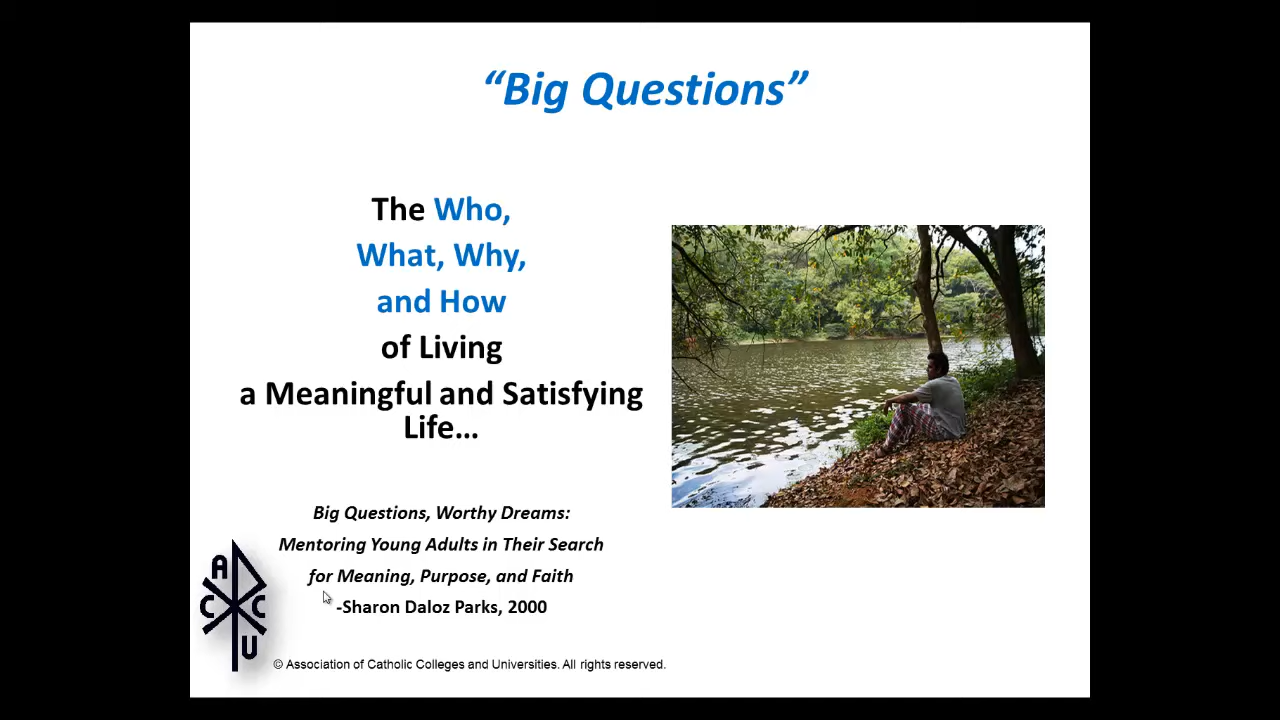 “Big Questions”
The Who,
What, Why,
and How
of Living
a Meaningful and Satisfying
Life…
Big Questions, Worthy Dreams:
Mentoring Young Adults in Their Search
for Meaning, Purpose, and Faith
-Sharon Daloz Parks, 2000
A
C C
U
© Association of Catholic Colleges and Universities. All rights reserved.